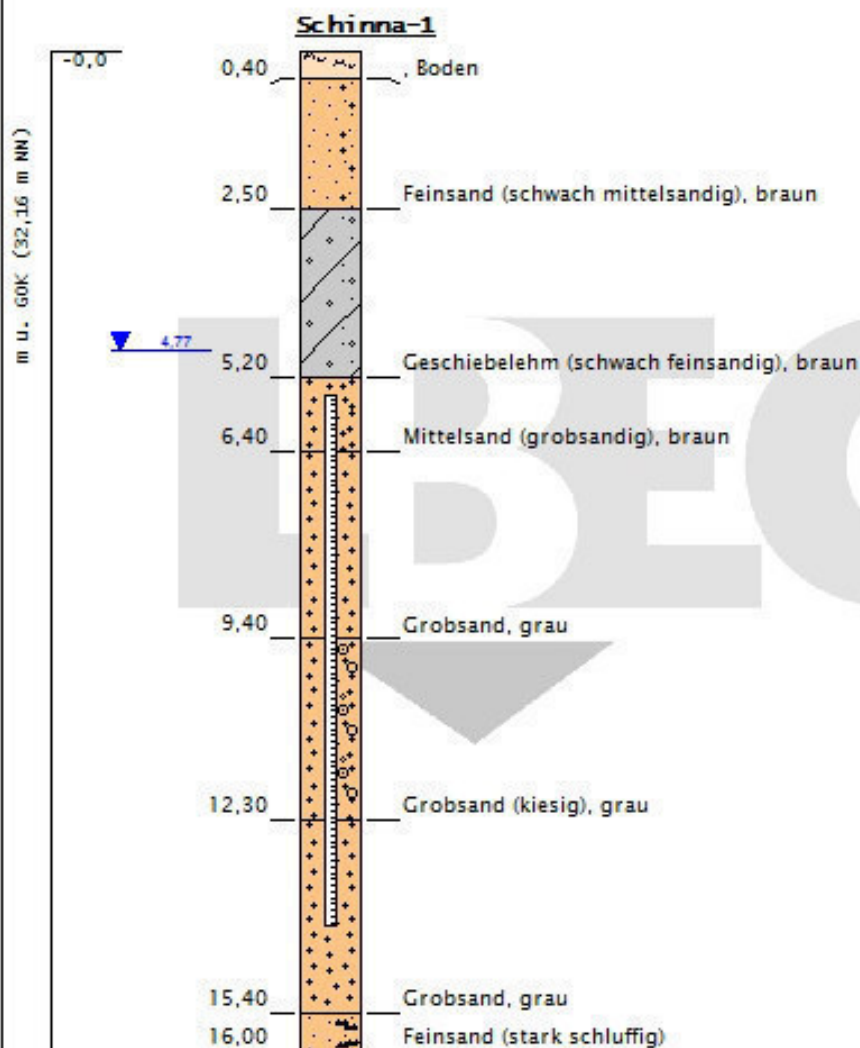 Schinna-1
-0,0
m u. GOK (32,16 m NN)
0,40 , Boden
2,50 Feinsand (schwach mittelsandig), braun
4,77
5,20 Geschiebelehm (schwach feinsandig), braun
6,40 Mittelsand (grobsandig), braun
9,40 Grobsand, grau
12,30 Grobsand (kiesig), grau
15,40 Grobsand, grau
16,00 Feinsand (stark schluffig)
LBEG